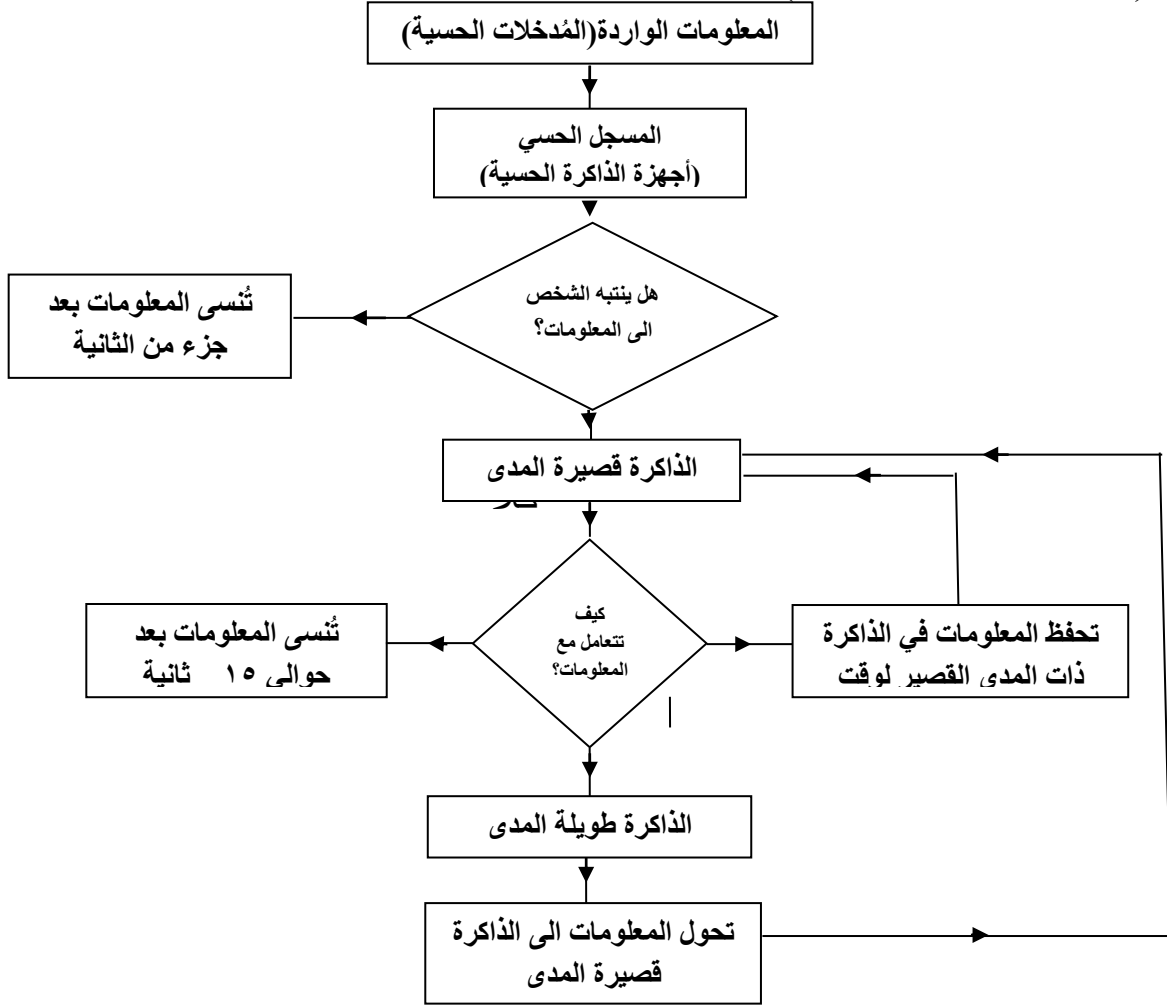 المعلومات الواردة(المُدخلات الحسية)
المسجل الحسي
(أجهزة الذاكرة الحسية)
هل ينتبه الشخص
الى المعلومات؟
تُنسى المعلومات بعد
جزء من الثانية
الذاكرة قصيرة المدى
كيف
تتعامل مع
المعلومات؟
تحفظ المعلومات في الذاكرة
ذات المدى القصير لوقت
تُنسى المعلومات بعد
حوالي ١٥ ثانية
الذاكرة طويلة المدى
تحول المعلومات الى الذاكرة
قصيرة المدى